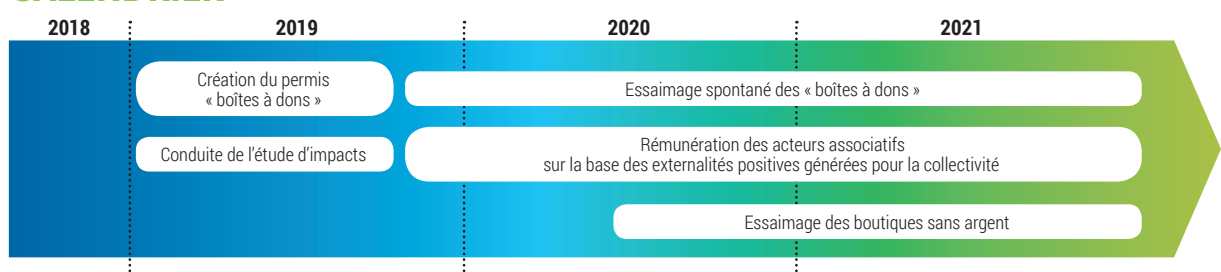 2018
2019
2020
2021
Création du permis
« boîtes à dons »
Essaimage spontané des « boîtes à dons »
Conduite de l’étude d’impacts
Rémunération des acteurs associatifs
sur la base des externalités positives générées pour la collectivité
Essaimage des boutiques sans argent